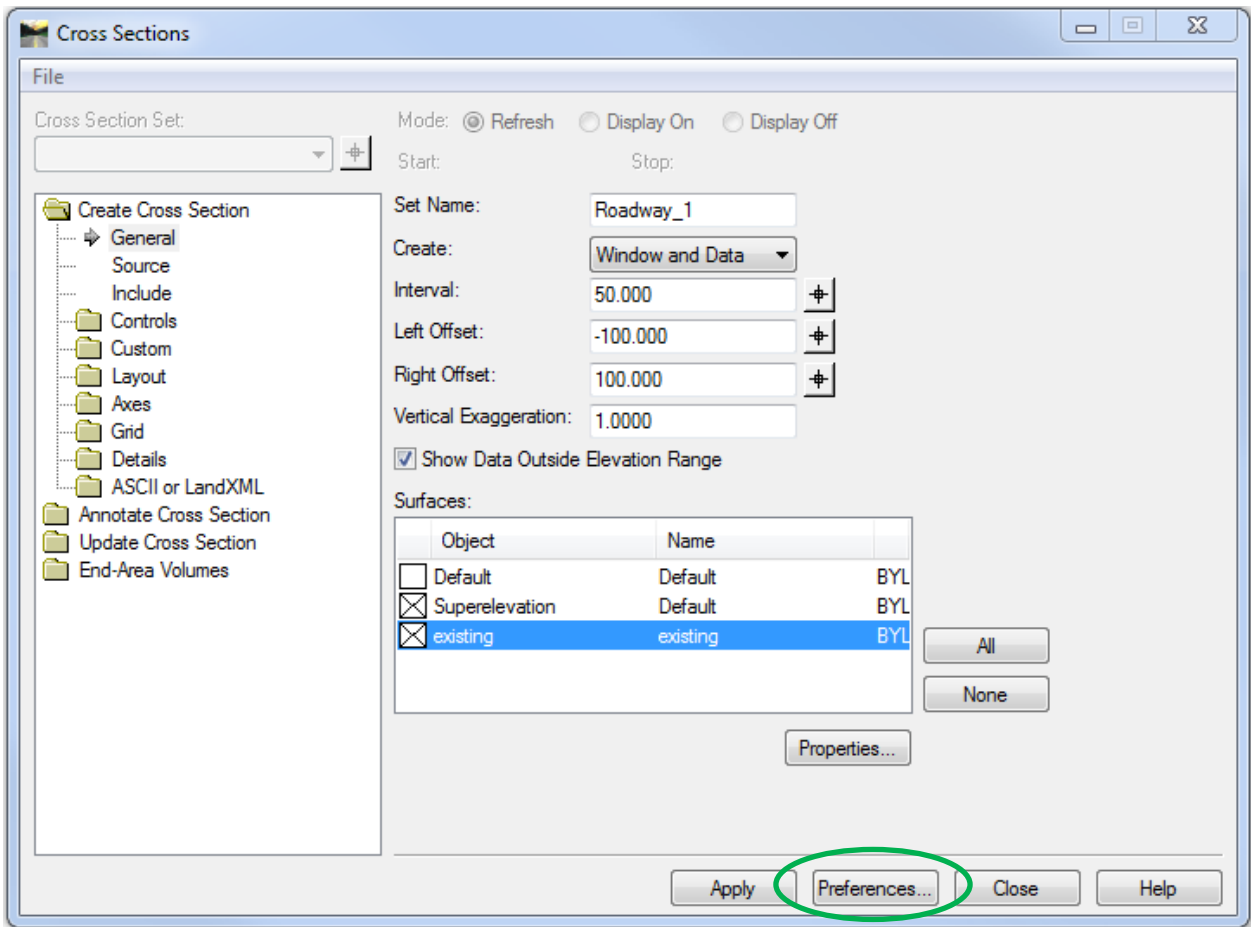 Cross Sections
File
Cross Section Set:
Mode: Refresh Display On Display Off
Start: Stop:
Create Cross Section
General
Source
Include
Controls
Custom
Layout
Axes
Grid
Details
ASCII or LandXML
Annotate Cross Section
Update Cross Section
End-Area Volumes
Set Name: Roadway_1
Create: Window and Data
Interval: 50.000
Left Offset: -100.000
Right Offset: 100.000
Vertical Exaggeration: 1.0000
Show Data Outside Elevation Range
Surfaces:
Object Name
Default Default BYL
Superelevation Default BYL
existing existing BYL
All
None
Properties...
Apply Preferences... Close Help